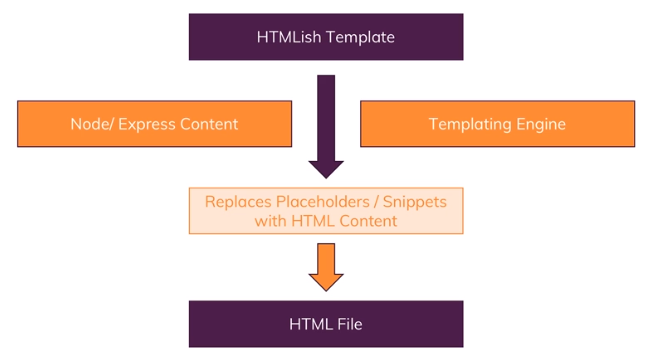 HTMLish Template
Node/ Express Content
Templating Engine
Replaces Placeholders / Snippets
with HTML Content
HTML File